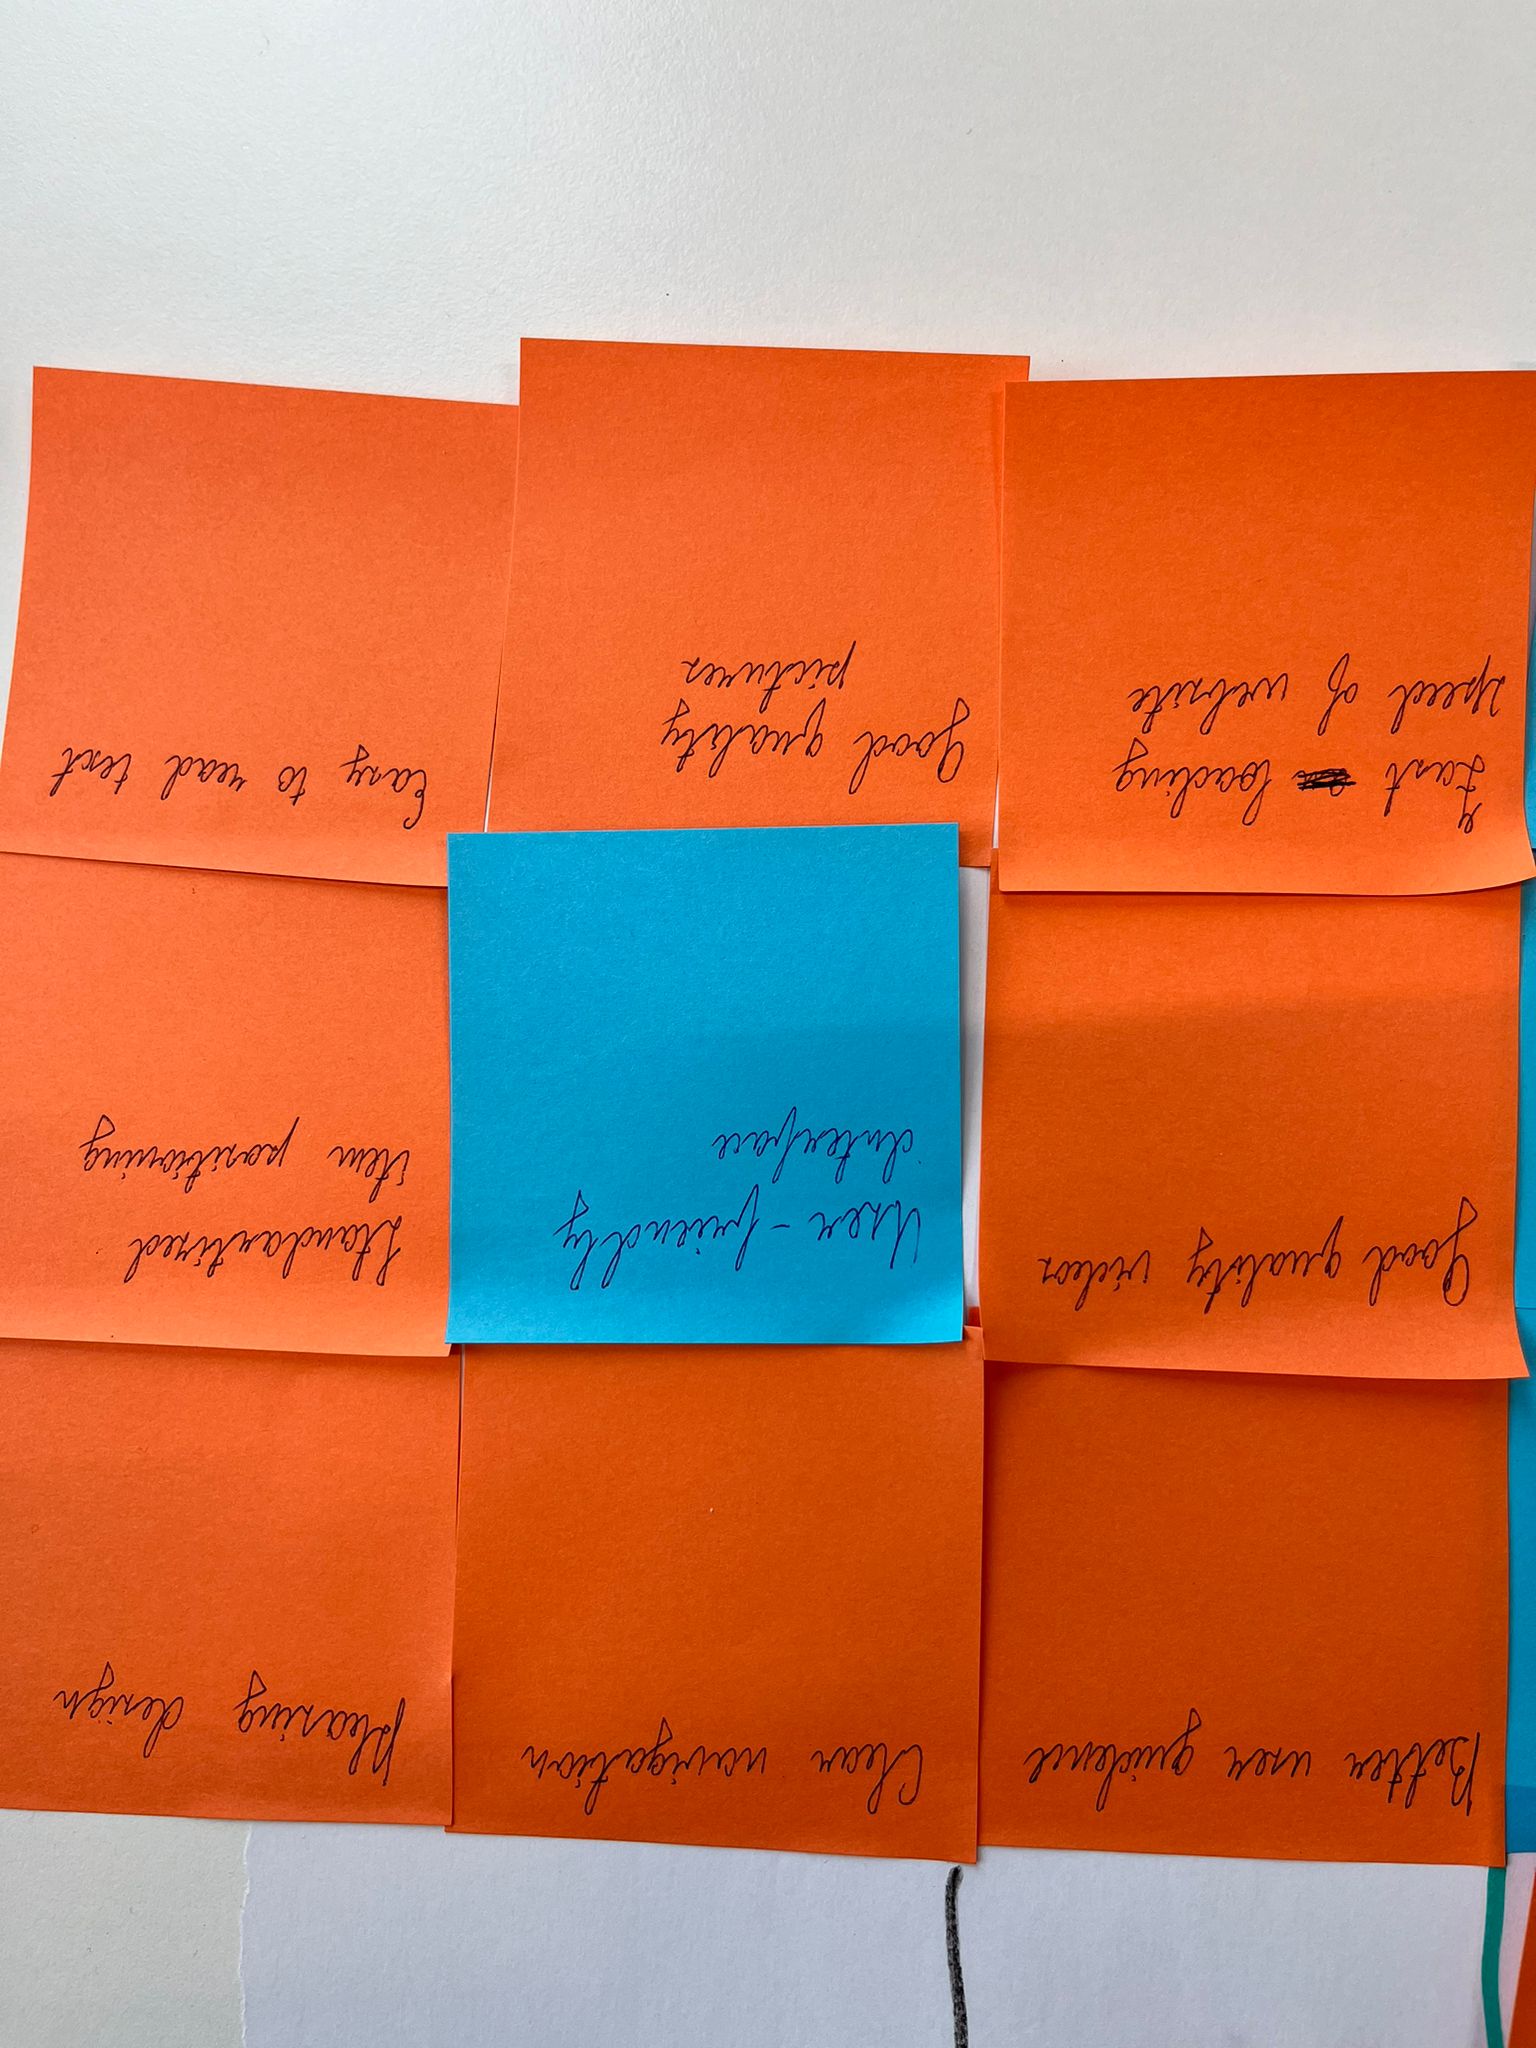 Better user guidence
Clear navigation
Pleasing design
Good quality videos
User-friendly
Interface
Standartized
item positioning
Fast loading
speed of website
Good quality
pictures
Easy to read text